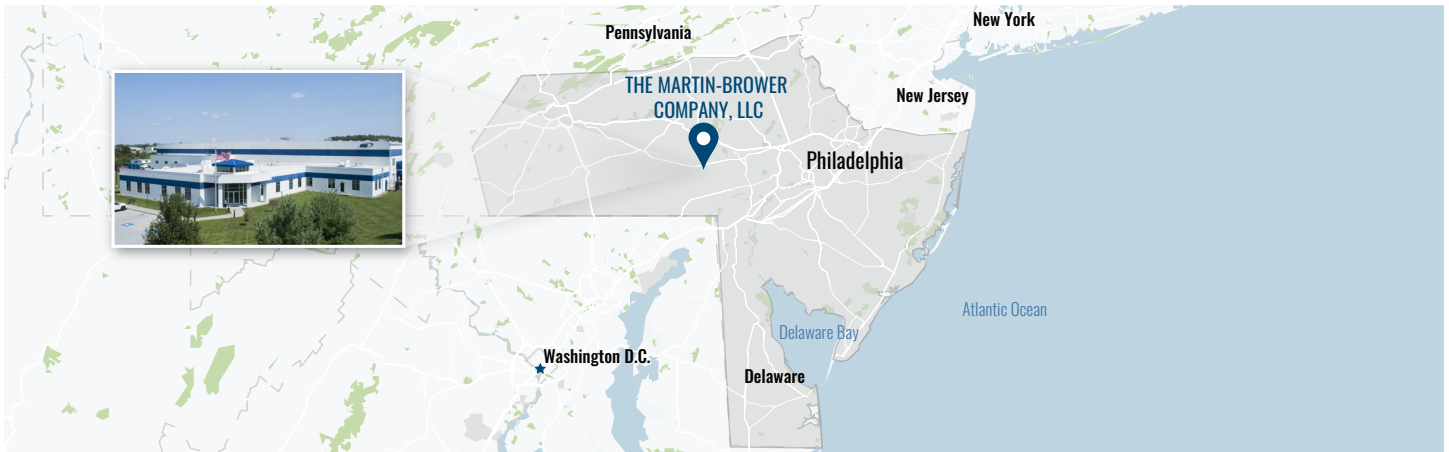 New York
Pennsylvania
THE MARTIN-BROWER
COMPANY, LLC
New Jersey
Philadelphia
Atlantic Ocean
Delaware Bay
Washington D.C.
Delaware